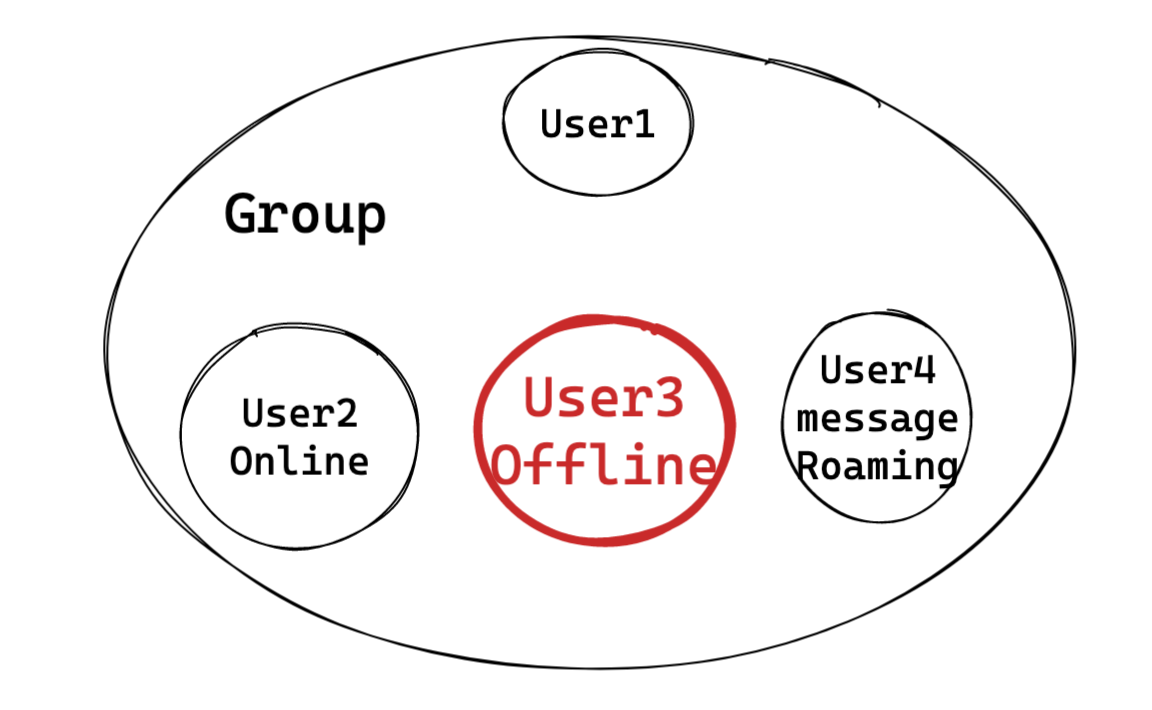 User1
Group
User2
Online
User3
Offline
User4
message
Roaming